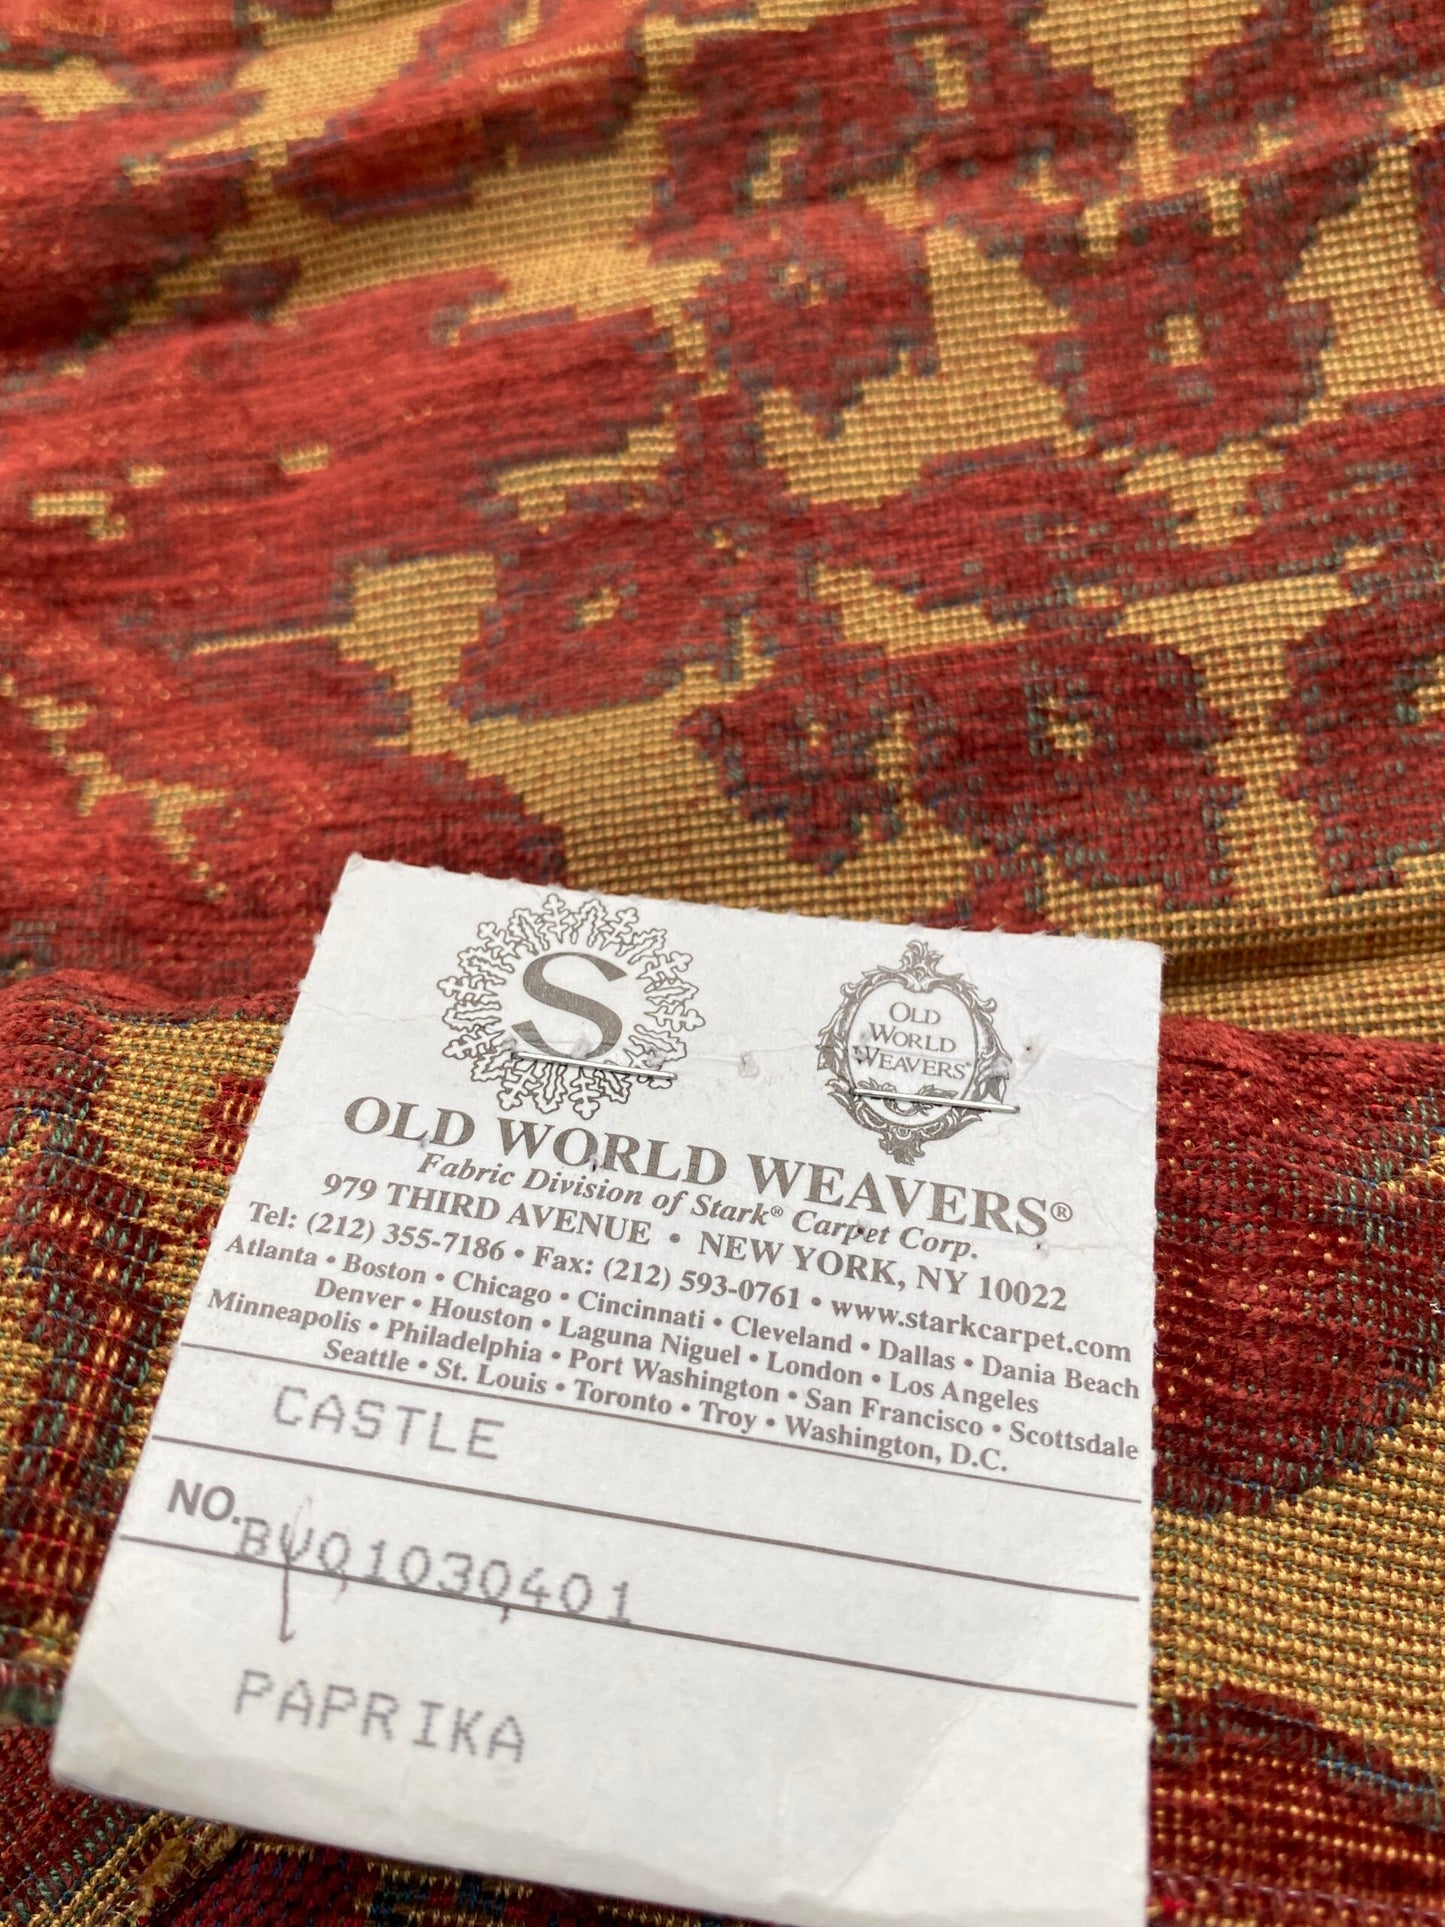 S
OLD
WORLD
WEAVERS®
OLD WORLD WEAVERS®
Fabric Division of Stark® Carpet Corp.
979 THIRD AVENUE • NEW YORK, NY 10022
Tel: (212) 355-7186 • Fax: (212) 593-0761 • www.starkcarpet.com
Atlanta • Boston • Chicago • Cincinnati • Cleveland • Dallas • Dania Beach
Denver • Houston • Laguna Niguel • London • Los Angeles
Minneapolis • Philadelphia • Port Washington • San Francisco • Scottsdale
Seattle • St. Louis • Toronto • Troy • Washington, D.C.
CASTLE
NO. 01030401
PAPRIKA